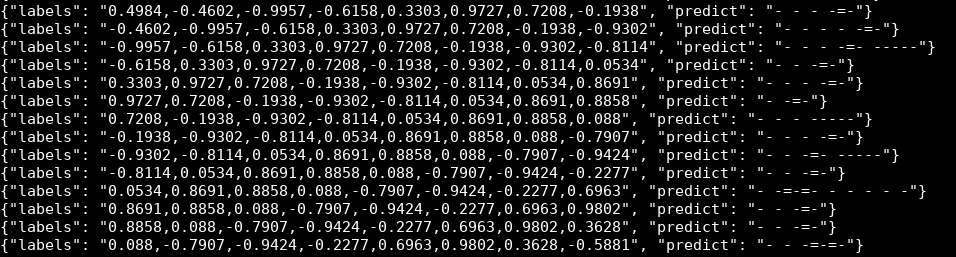 {"labels": "0.4984,-0.4602,-0.9957,-0.6158,0.3303,0.9727,0.7208,-0.1938", "predict": "- - - -=-"}
{"labels": "-0.4602,-0.9957,-0.6158,0.3303,0.9727,0.7208,-0.1938,-0.9302", "predict": "- - - - -=-"}
{"labels": "-0.9957,-0.6158,0.3303,0.9727,0.7208,-0.1938,-0.9302,-0.8114", "predict": "- - - -=- -----"}
{"labels": "-0.6158,0.3303,0.9727,0.7208,-0.1938,-0.9302,-0.8114,0.0534", "predict": "- - -=-"}
{"labels": "0.3303,0.9727,0.7208,-0.1938,-0.9302,-0.8114,0.0534,0.8691", "predict": "- - - -=-"}
{"labels": "0.9727,0.7208,-0.1938,-0.9302,-0.8114,0.0534,0.8691,0.8858", "predict": "- -=-"}
{"labels": "0.7208,-0.1938,-0.9302,-0.8114,0.0534,0.8691,0.8858,0.088", "predict": "- - - -----"}
{"labels": "-0.1938,-0.9302,-0.8114,0.0534,0.8691,0.8858,0.088,-0.7907", "predict": "- - - -=-"}
{"labels": "-0.9302,-0.8114,0.0534,0.8691,0.8858,0.088,-0.7907,-0.9424", "predict": "- - -=- -----"}
{"labels": "-0.8114,0.0534,0.8691,0.8858,0.088,-0.7907,-0.9424,-0.2277", "predict": "- - -=-"}
{"labels": "0.0534,0.8691,0.8858,0.088,-0.7907,-0.9424,-0.2277,0.6963", "predict": "- -=-=- - - - - -"}
{"labels": "0.8691,0.8858,0.088,-0.7907,-0.9424,-0.2277,0.6963,0.9802", "predict": "- - -=-"}
{"labels": "0.8858,0.088,-0.7907,-0.9424,-0.2277,0.6963,0.9802,0.3628", "predict": "- - -=-"}
{"labels": "0.088,-0.7907,-0.9424,-0.2277,0.6963,0.9802,0.3628,-0.5881", "predict": "- - - -=-=-"}